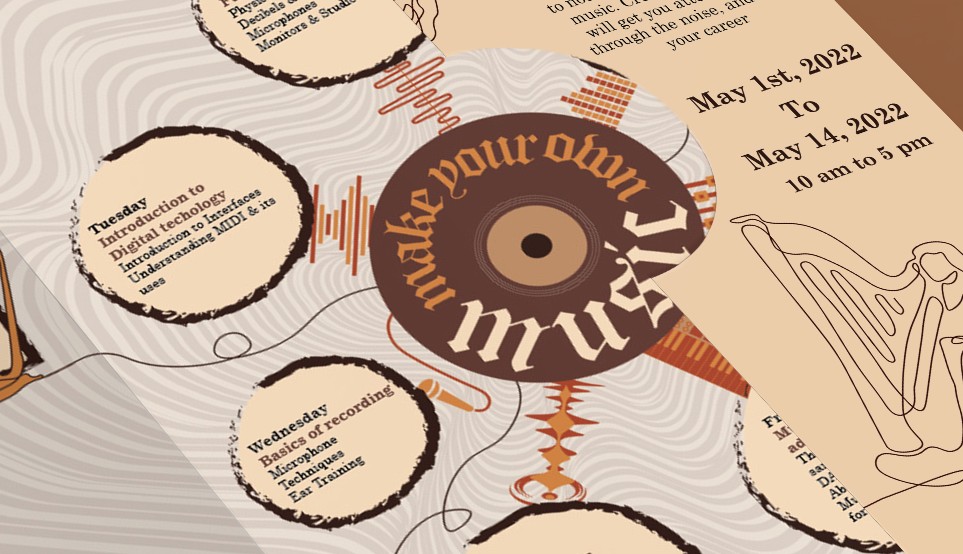 Decibels &
Microphones
Monitors & Studio
Tuesday
Introduction to
Digital techology
Introduction to Interfaces
Understanding MIDI & its
uses
Wednesday
Basics of recording
Microphone
Techniques
Ear Training
make your own
music
music.
will get you
through the noise, and
your career
May 1st, 2022
To
May 14, 2022
10 am to 5 pm